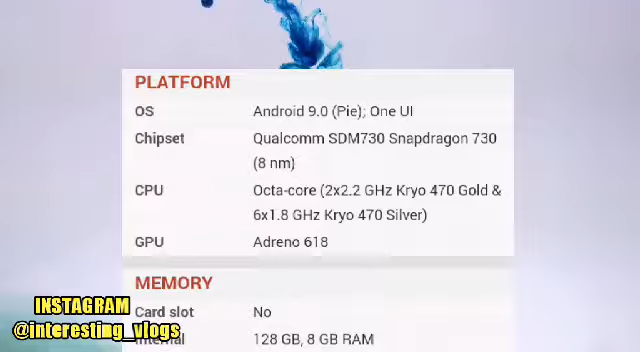 PLATFORM
OS Android 9.0 (Pie); One UI
Chipset Qualcomm SDM730 Snapdragon 730
(8 nm)
CPU Octa-core (2x2.2 GHz Kryo 470 Gold &
6x1.8 GHz Kryo 470 Silver)
GPU Adreno 618
MEMORY
Card slot No
Internal 128 GB, 8 GB RAM
INSTAGRAM
@interesting_vlogs